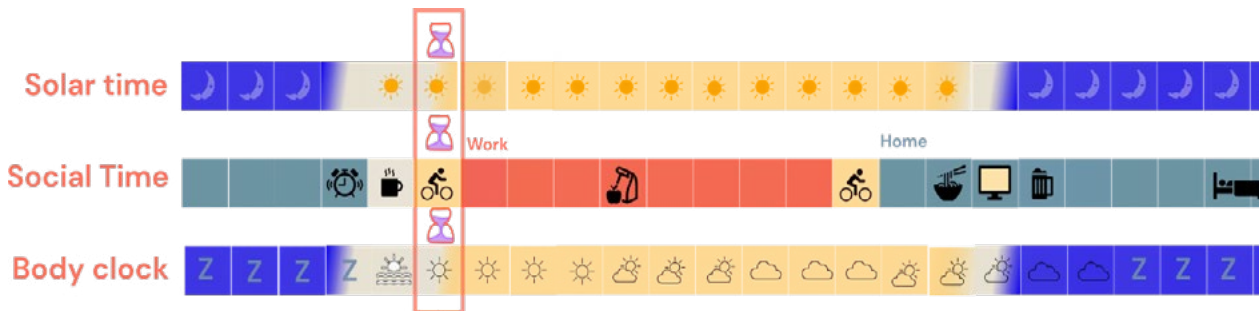 Solar time
Work
Home
Social Time
Body clock
Z Z Z Z Z Z Z